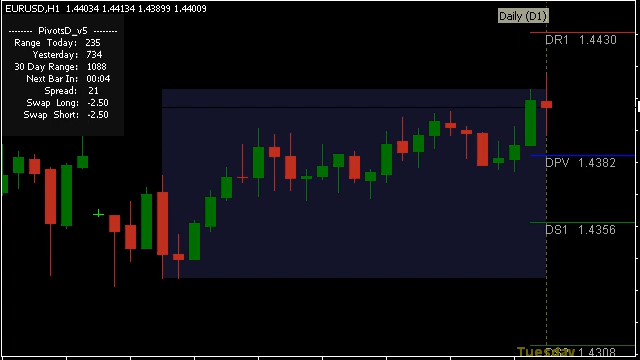 EURUSD,H1 1.44034 1.44134 1.43899 1.44009
Daily (D1)
-------- PivotsD_v5 --------
Range Today: 235
Yesterday: 734
30 Day Range: 1088
Next Bar In: 00:04
Spread: 21
Swap Long: -2.50
Swap Short: -2.50
DR1 1.4430
DPV 1.4382
DS1 1.4356
Tuesday DS2 1.4308